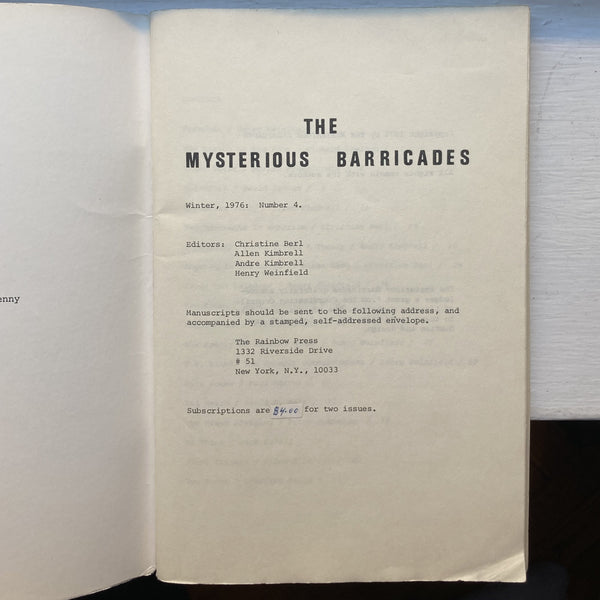 enny
THE
MYSTERIOUS BARRICADES
Winter, 1976: Number 4.
Editors: Christine Berl
Allen Kimbrell
Andre Kimbrell
Henry Weinfield
Manuscripts should be sent to the following address, and
accompanied by a stamped, self-addressed envelope.
The Rainbow Press
1332 Riverside Drive
# 51
New York, N.Y., 10033
Subscriptions are $4.00 for two issues.